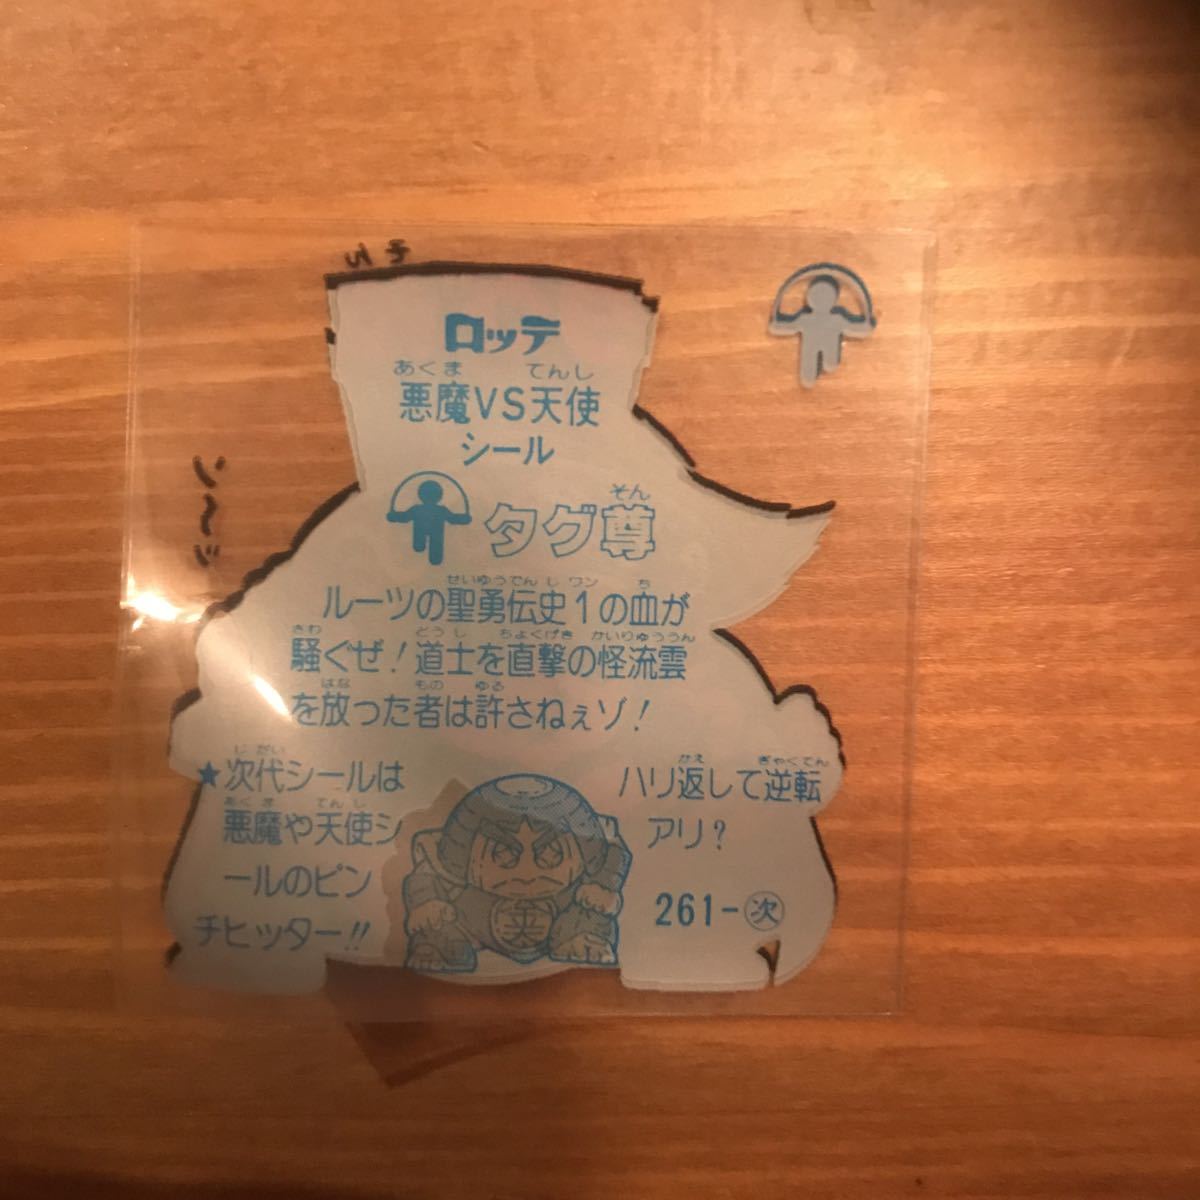 そん
ロッテ
あくま てんし
悪魔VS天使
シール
そん
タグ尊
せいゆうでんし ワン ち
ルーツの聖勇伝史1の血が
さわ どうし ちょくげき かいりゅううん
騒ぐぜ!道士を直撃の怪流雲
はな もの ゆる
を放った者は許さねぇゾ!
じだい
★次代シールは
あくま てんし
悪魔や天使シ
ールのピン
チヒッター!!
かえ ぎゃくてん
ハリ返して逆転
アリ?
261-次